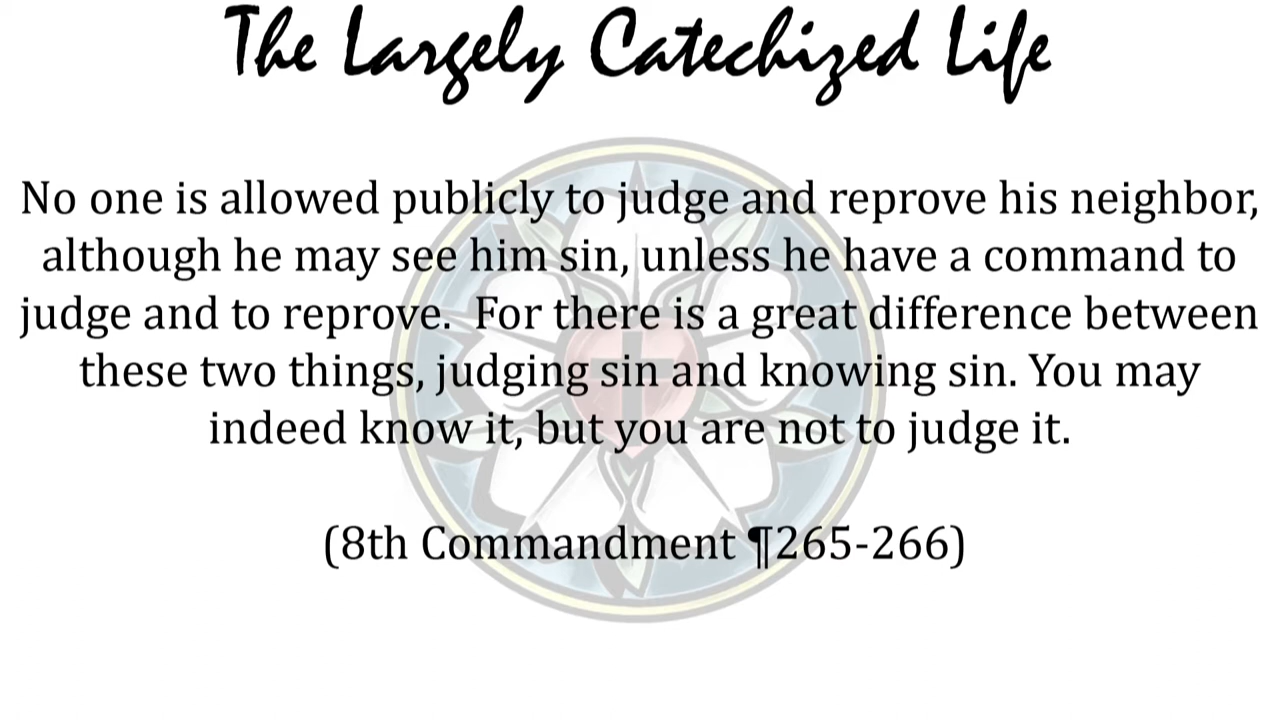 The Largely Catechized Life
No one is allowed publicly to judge and reprove his neighbor,
although he may see him sin, unless he have a command to
judge and to reprove.  For there is a great difference between
these two things, judging sin and knowing sin. You may
indeed know it, but you are not to judge it.
(8th Commandment ¶265-266)